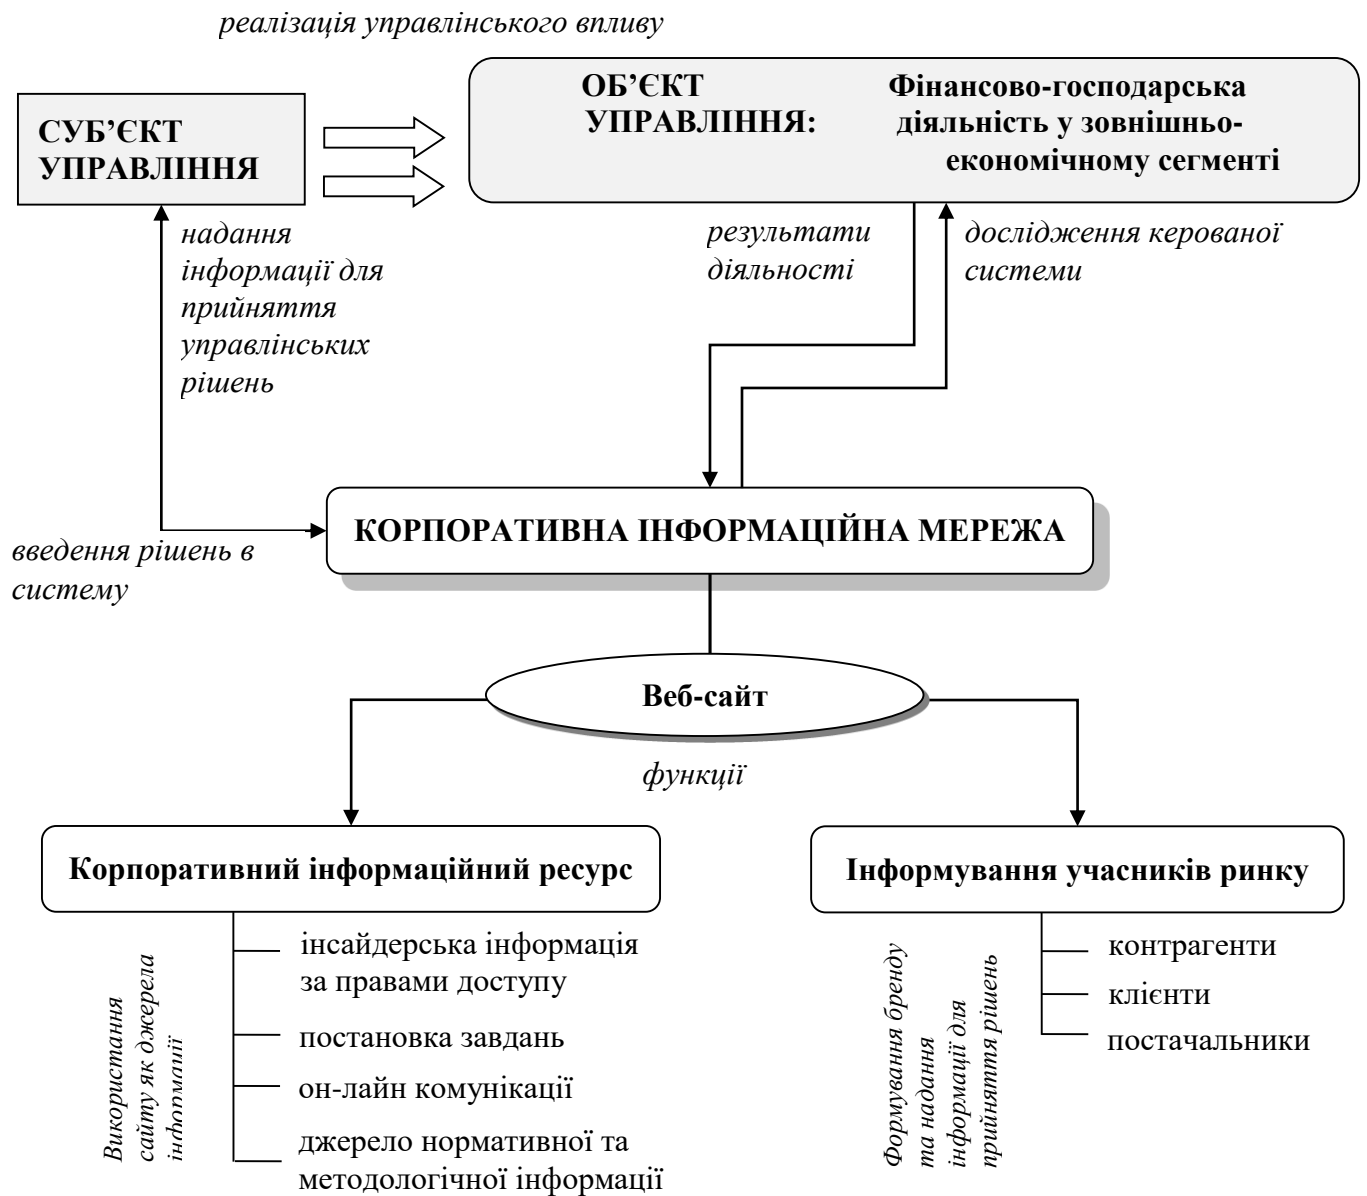 реалізація управлінського впливу
СУБ’ЄКТ
УПРАВЛІННЯ
ОБ’ЄКТ
УПРАВЛІННЯ:
Фінансово-господарська
діяльність у зовнішньо-
економічному сегменті
надання
інформації для
прийняття
управлінських
рішень
результати
діяльності
дослідження керованої
системи
КОРПОРАТИВНА ІНФОРМАЦІЙНА МЕРЕЖА
введення рішень в
систему
Веб-сайт
функції
Корпоративний інформаційний ресурс
Використання
сайту як джерела
інформації
інсайдерська інформація
за правами доступу
постановка завдань
он-лайн комунікації
джерело нормативної та
методологічної інформації
Інформування учасників ринку
Формування бренду
та надання
інформації для
прийняття рішень
контрагенти
клієнти
постачальники